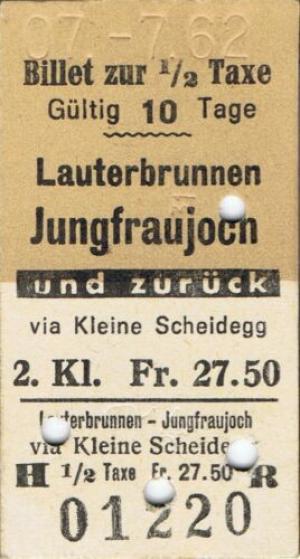 07.-7.62
Billet zur 1/2 Taxe
Gültig 10 Tage
Lauterbrunnen
Jungfraujoch
und zurück
via Kleine Scheidegg
2. Kl. Fr. 27.50
Lauterbrunnen - Jungfraujoch
via Kleine Scheidegg
H 1/2 Taxe Fr. 27.50 R
01220